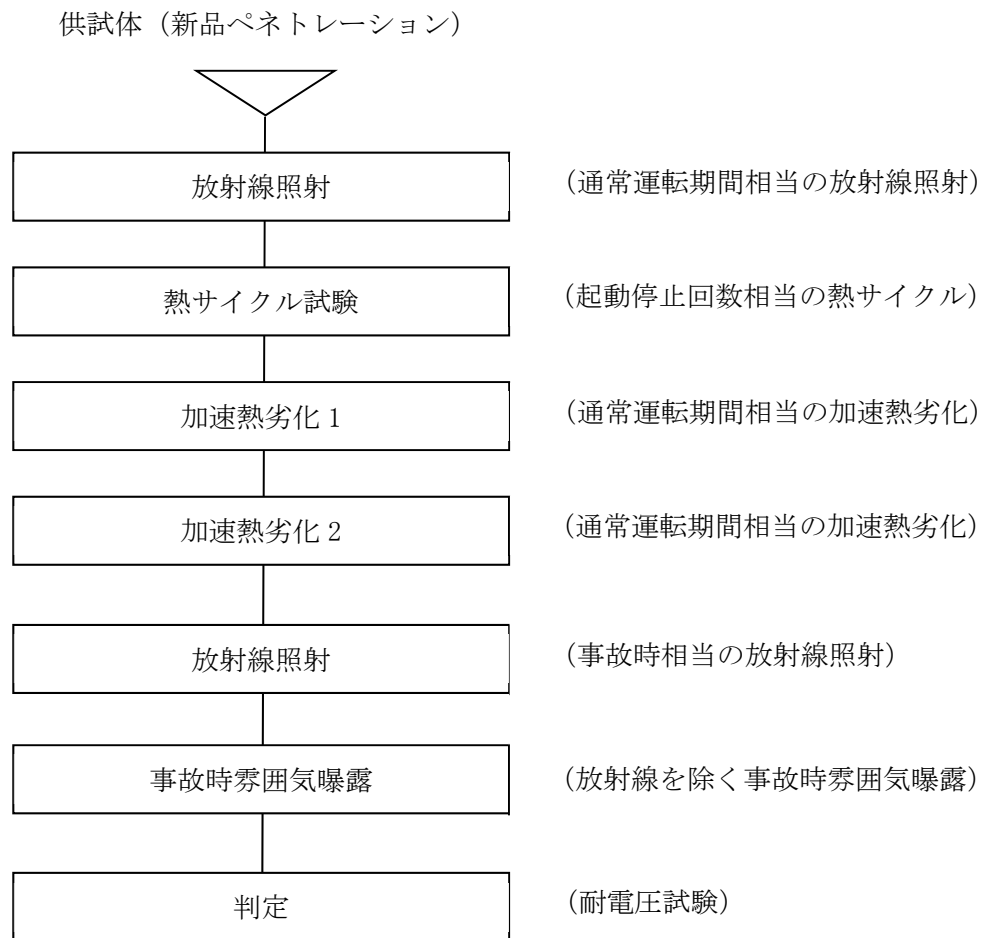 供試体（新品ペネトレーション）
放射線照射
（通常運転期間相当の放射線照射）
熱サイクル試験
（起動停止回数相当の熱サイクル）
加速熱劣化 1
（通常運転期間相当の加速熱劣化）
加速熱劣化 2
（通常運転期間相当の加速熱劣化）
放射線照射
（事故時相当の放射線照射）
事故時雰囲気曝露
（放射線を除く事故時雰囲気曝露）
判定
（耐電圧試験）